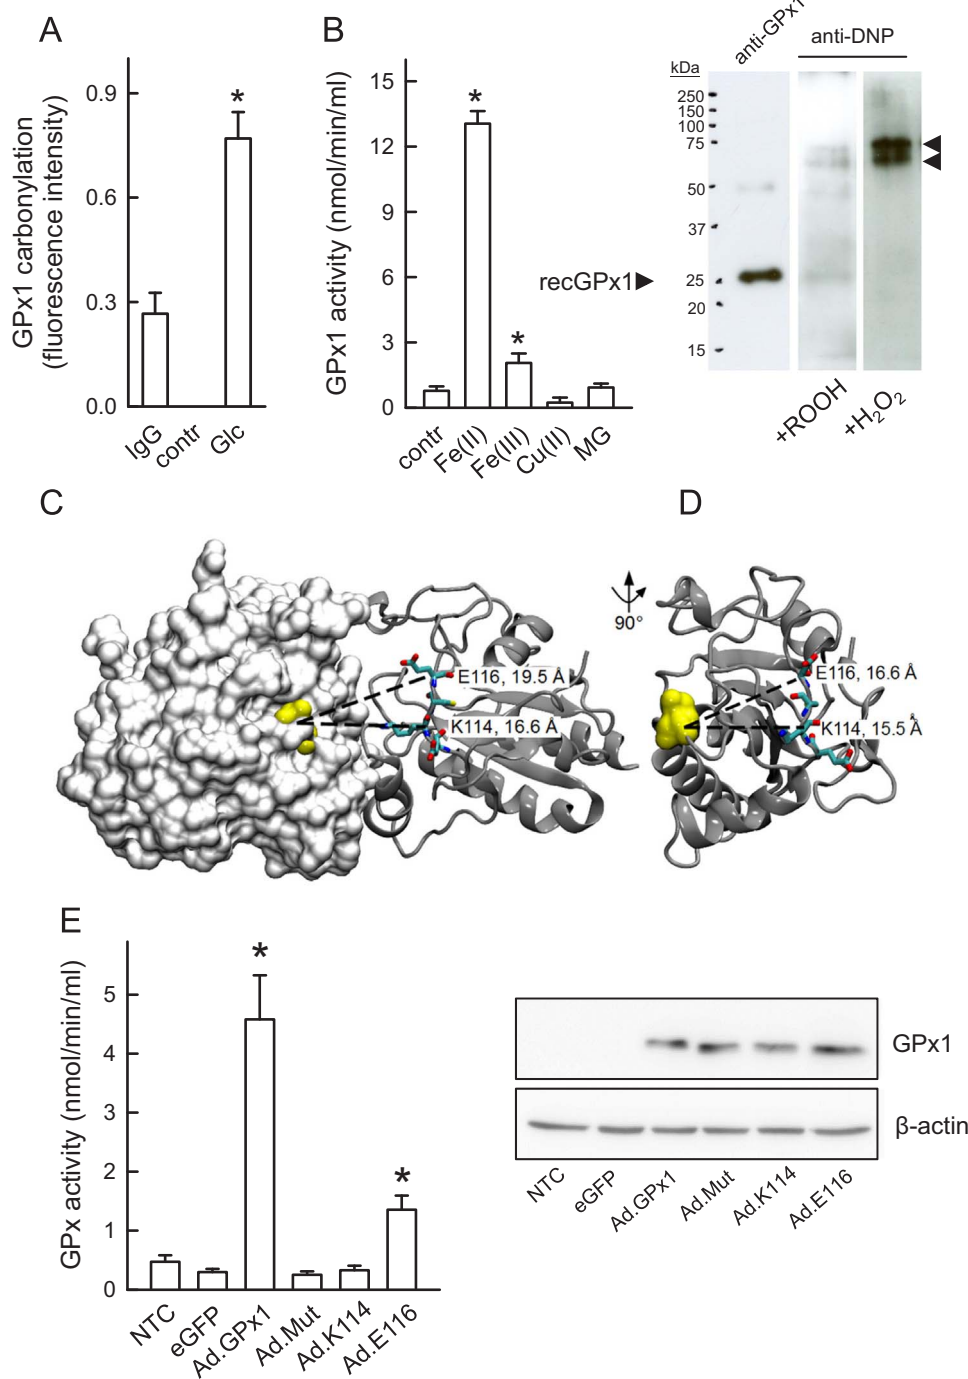 A
GPx1 carbonylation
(fluorescence intensity)
0.9
0.6
0.3
0.0
IgG
contr
Glc
*
B
GPx1 activity (nmol/min/ml)
15
12
9
6
3
0
*
*
contr
Fe(II)
Fe(III)
Cu(II)
MG
anti-GPx1
anti-DNP
kDa
250
150
100
75
50
37
25
20
15
recGPx1
+ROOH
+H2O2
C
E116, 19.5 Å
K114, 16.6 Å
D
90°
E116, 16.6 Å
K114, 15.5 Å
E
GPx activity (nmol/min/ml)
5
4
3
2
1
0
*
*
NTC
eGFP
Ad.GPx1
Ad.Mut
Ad.K114
Ad.E116
GPx1
β-actin
NTC
eGFP
Ad.GPx1
Ad.Mut
Ad.K114
Ad.E116